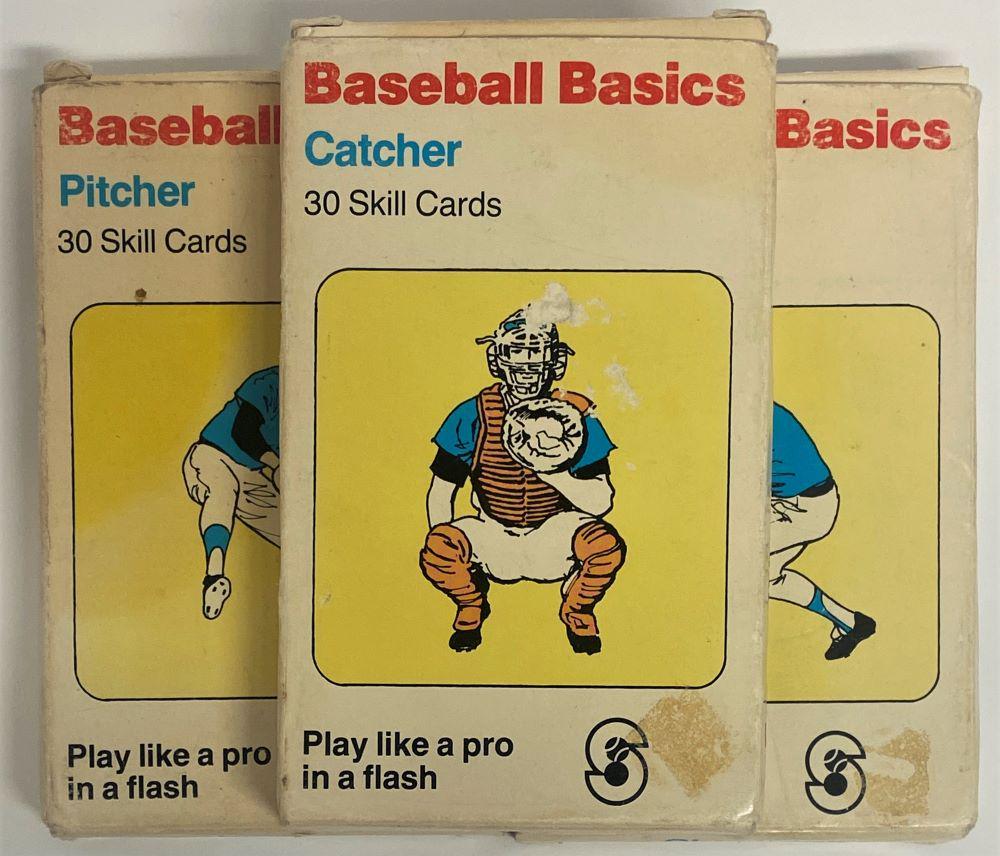 Baseball
Pitcher
30 Skill Cards
Play like a pro
in a flash
Baseball Basics
Catcher
30 Skill Cards
Play like a pro
in a flash
Basics